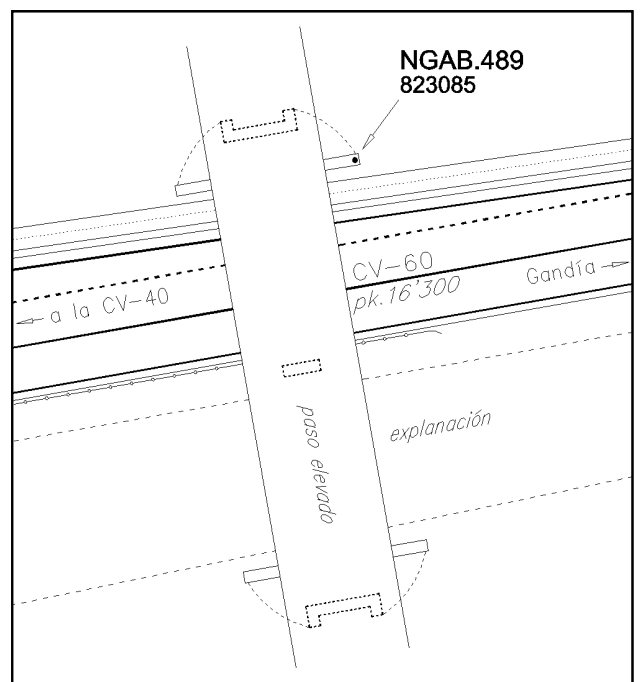 NGAB.489
823085
CV-60
pk.16'300
Gandía
a la CV-40
paso elevado
explanación